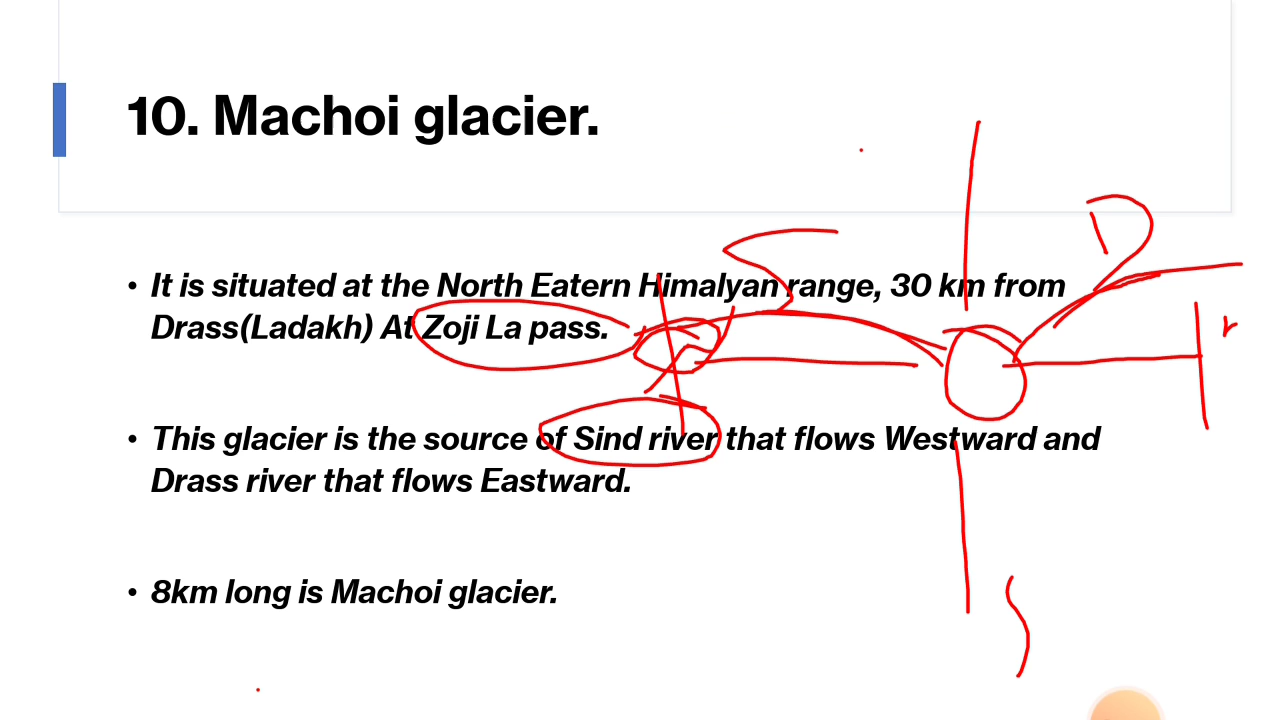 10. Machoi glacier.
S
D
• It is situated at the North Eatern Himalyan range, 30 km from
Drass(Ladakh) At Zoji La pass.
• This glacier is the source of Sind river that flows Westward and
Drass river that flows Eastward.
• 8km long is Machoi glacier.